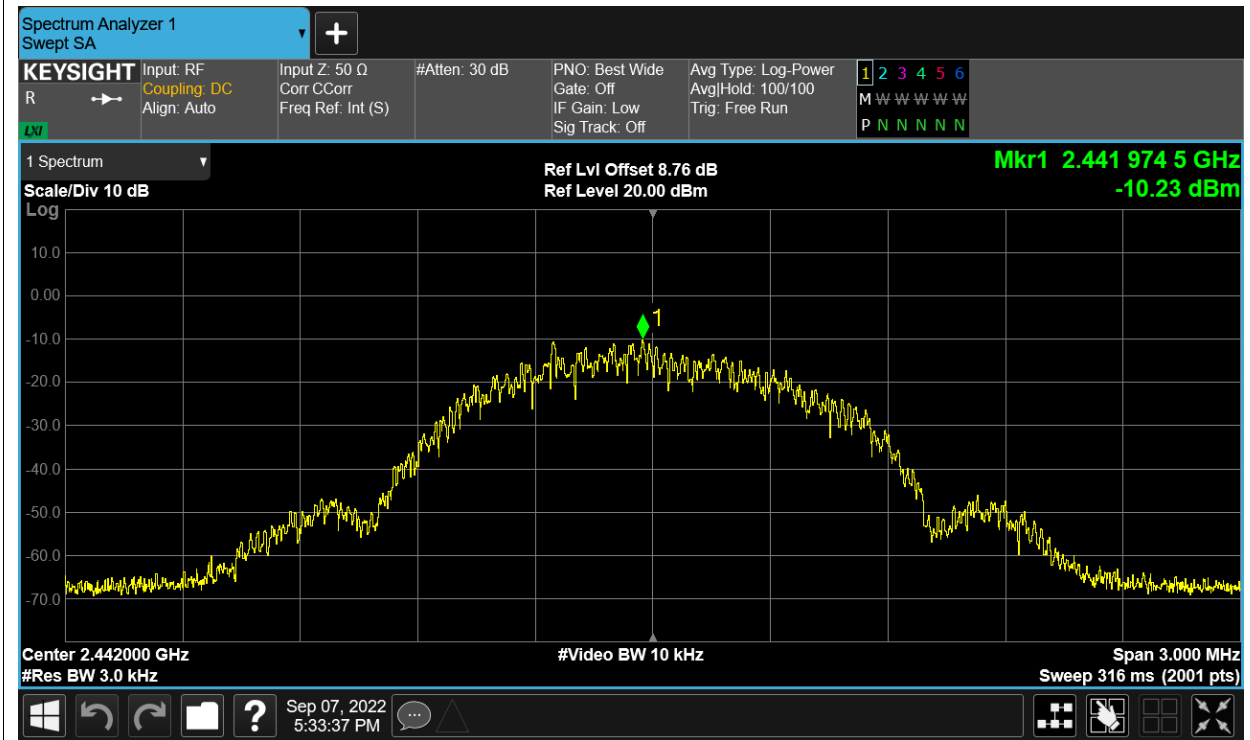 Spectrum Analyzer 1
Swept SA
KEYSIGHT
R
LXI
Input: RF
Coupling: DC
Align: Auto
Input Z: 50 Ω
Corr CCorr
Freq Ref: Int (S)
#Atten: 30 dB
PNO: Best Wide
Gate: Off
IF Gain: Low
Sig Track: Off
Avg Type: Log-Power
Avg|Hold: 100/100
Trig: Free Run
1 2 3 4 5 6
M W W W W W
P N N N N N
1 Spectrum
Scale/Div 10 dB
Ref Lvl Offset 8.76 dB
Ref Level 20.00 dBm
Mkr1 2.441 974 5 GHz
-10.23 dBm
Log
10.0
0.00
-10.0
-20.0
-30.0
-40.0
-50.0
-60.0
-70.0
1
Center 2.442000 GHz
#Res BW 3.0 kHz
#Video BW 10 kHz
Span 3.000 MHz
Sweep 316 ms (2001 pts)
?
Sep 07, 2022
5:33:37 PM